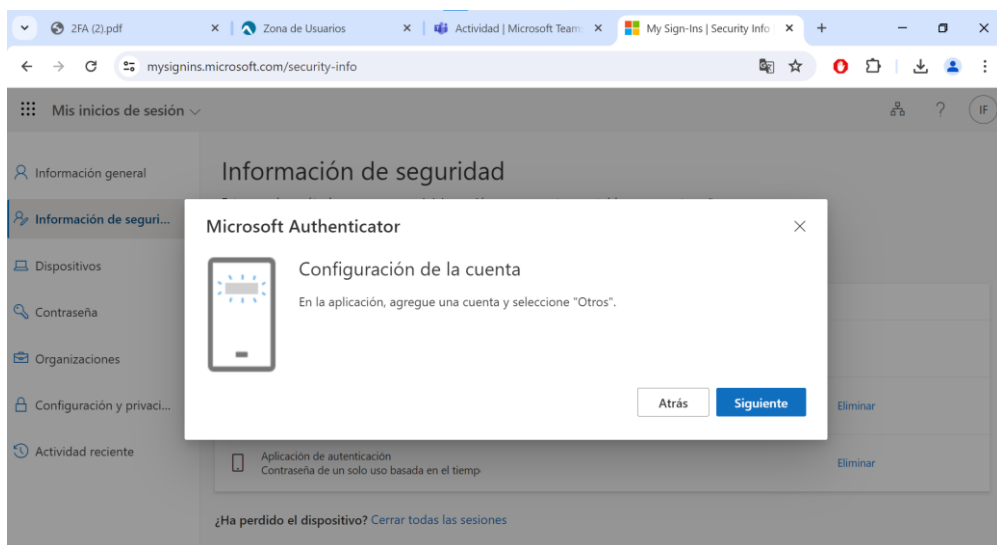 2FA (2).pdf
Zona de Usuarios
Actividad | Microsoft Team
My Sign-Ins | Security Info
mysignins.microsoft.com/security-info
Mis inicios de sesión
IF
Información general
Información de seguri...
Dispositivos
Contraseña
Organizaciones
Configuración y privaci...
Actividad reciente
Información de seguridad
Microsoft Authenticator
Configuración de la cuenta
En la aplicación, agregue una cuenta y seleccione "Otros".
Atrás
Siguiente
Eliminar
Aplicación de autenticación
Contraseña de un solo uso basada en el tiemp
Eliminar
¿Ha perdido el dispositivo? Cerrar todas las sesiones